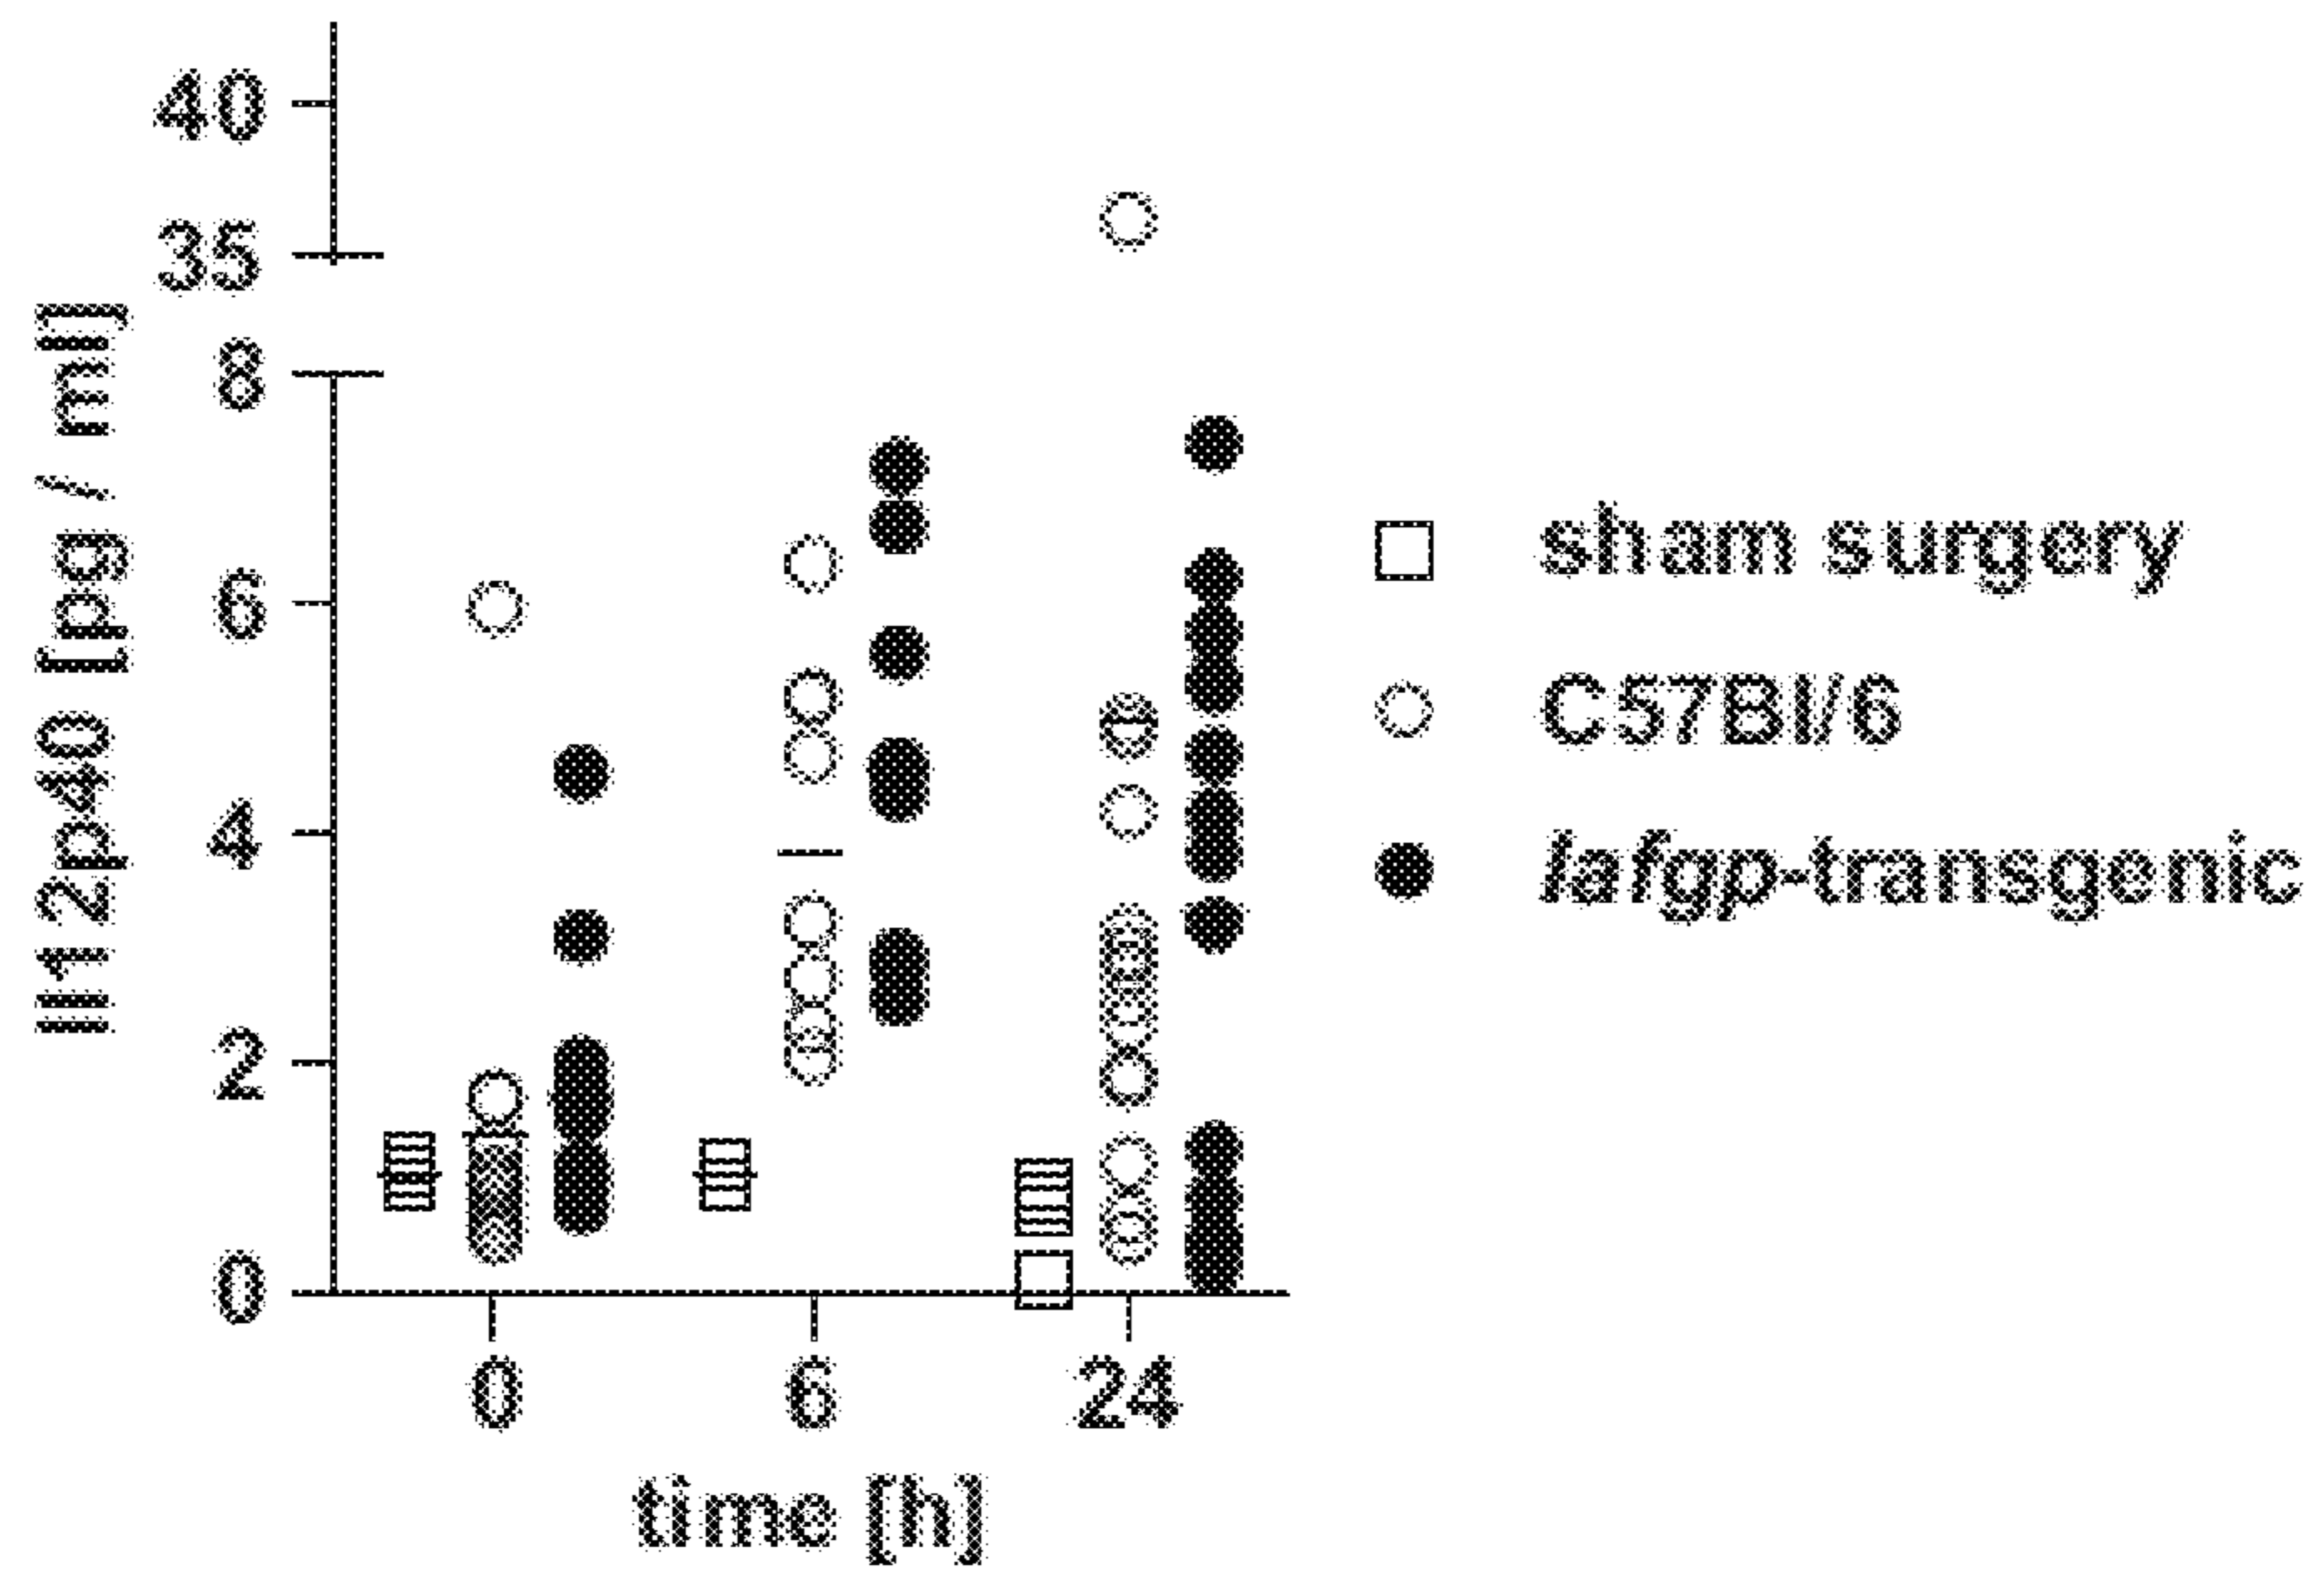 Il12p40 [pg / ml]
40
35
8
6
4
2
0
0 6 24
time [h]
sham surgery
C57Bl/6
Iafgp-transgenic